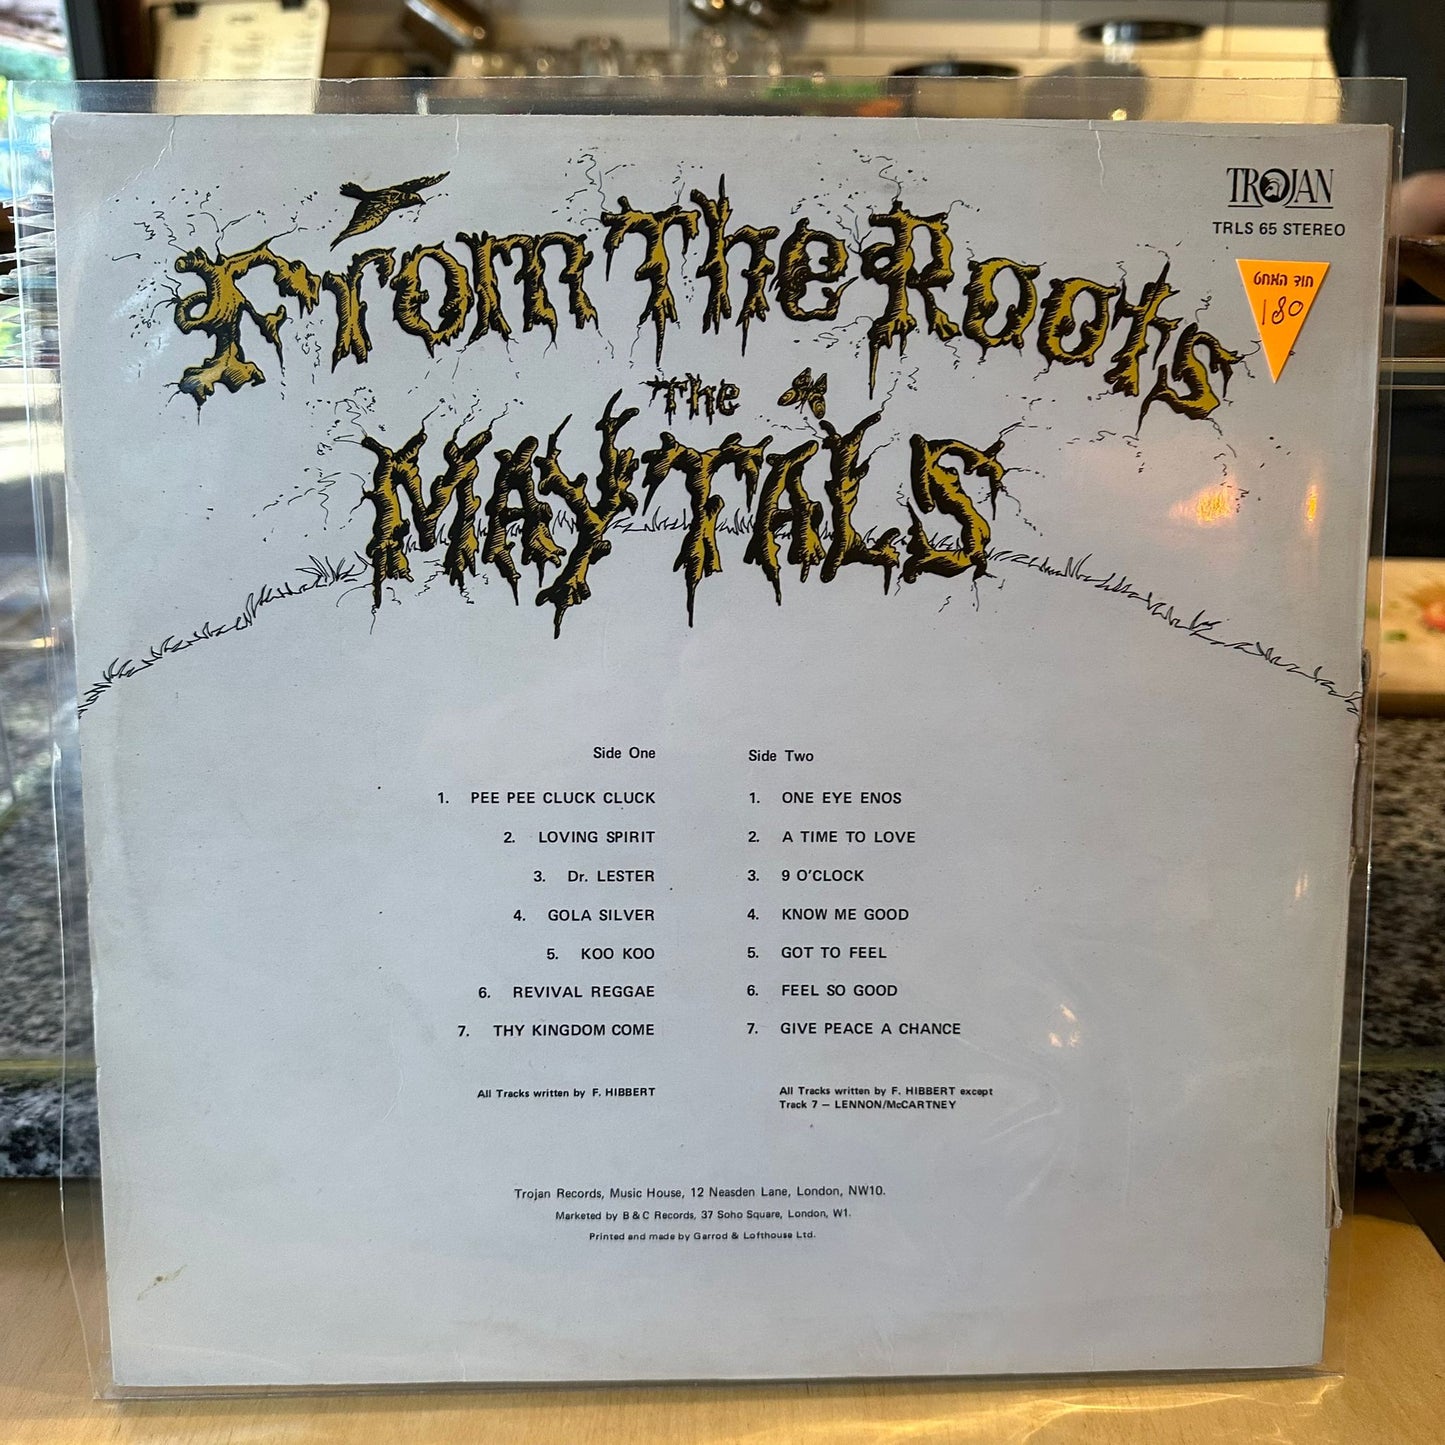 TROJAN
TRLS 65 STEREO
חוד המחט
180
From The Roots
The
MAYTALS
Side One
1. PEE PEE CLUCK CLUCK
2. LOVING SPIRIT
3. Dr. LESTER
4. GOLA SILVER
5. KOO KOO
6. REVIVAL REGGAE
7. THY KINGDOM COME
All Tracks written by F. HIBBERT
Side Two
1. ONE EYE ENOS
2. A TIME TO LOVE
3. 9 O'CLOCK
4. KNOW ME GOOD
5. GOT TO FEEL
6. FEEL SO GOOD
7. GIVE PEACE A CHANCE
All Tracks written by F. HIBBERT except
Track 7 – LENNON/McCARTNEY
Trojan Records, Music House, 12 Neasden Lane, London, NW10.
Marketed by B & C Records, 37 Soho Square, London, W1.
Printed and made by Garrod & Lofthouse Ltd.